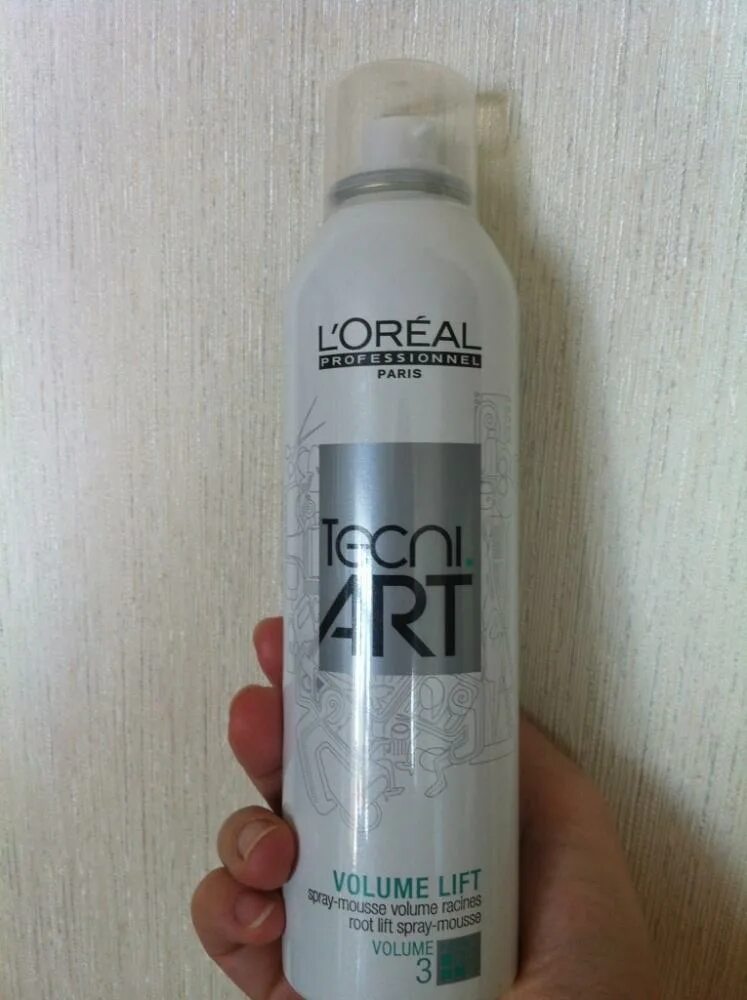 L'ORÉAL
PROFESSIONNEL
PARIS
Tecni.
ART
VOLUME LIFT
spray-mousse volume racines
root lift spray-mousse
VOLUME
3